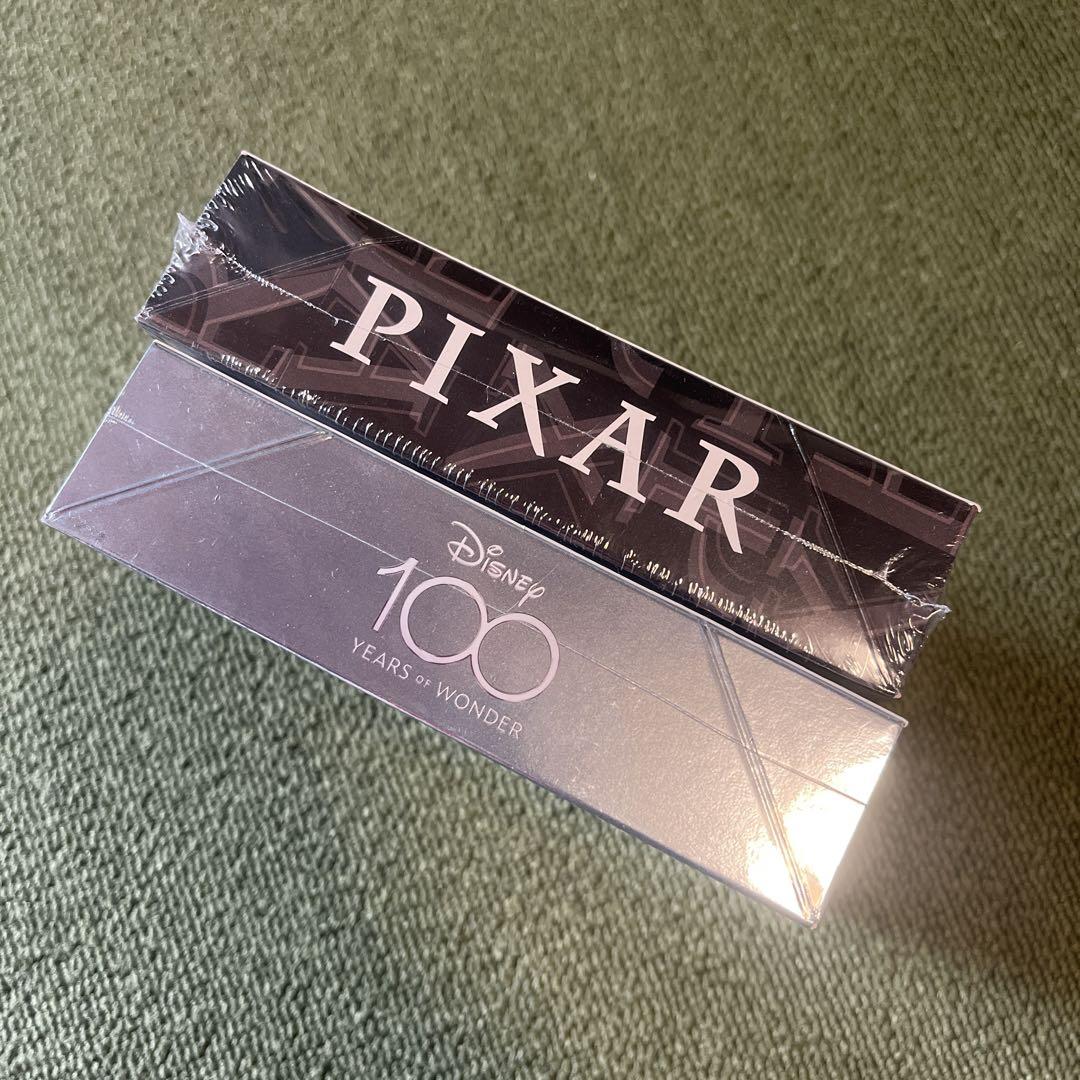 PIXAR
Disney
100
YEARS OF WONDER